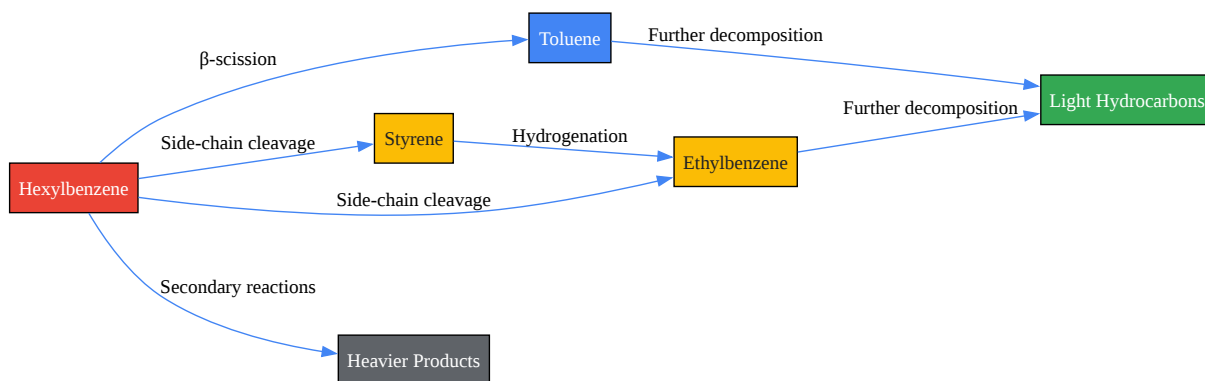 Toluene
Further decomposition
β-scission
Light Hydrocarbons
Further decomposition
Styrene
Hydrogenation
Side-chain cleavage
Ethylbenzene
Hexylbenzene
Side-chain cleavage
Secondary reactions
Heavier Products